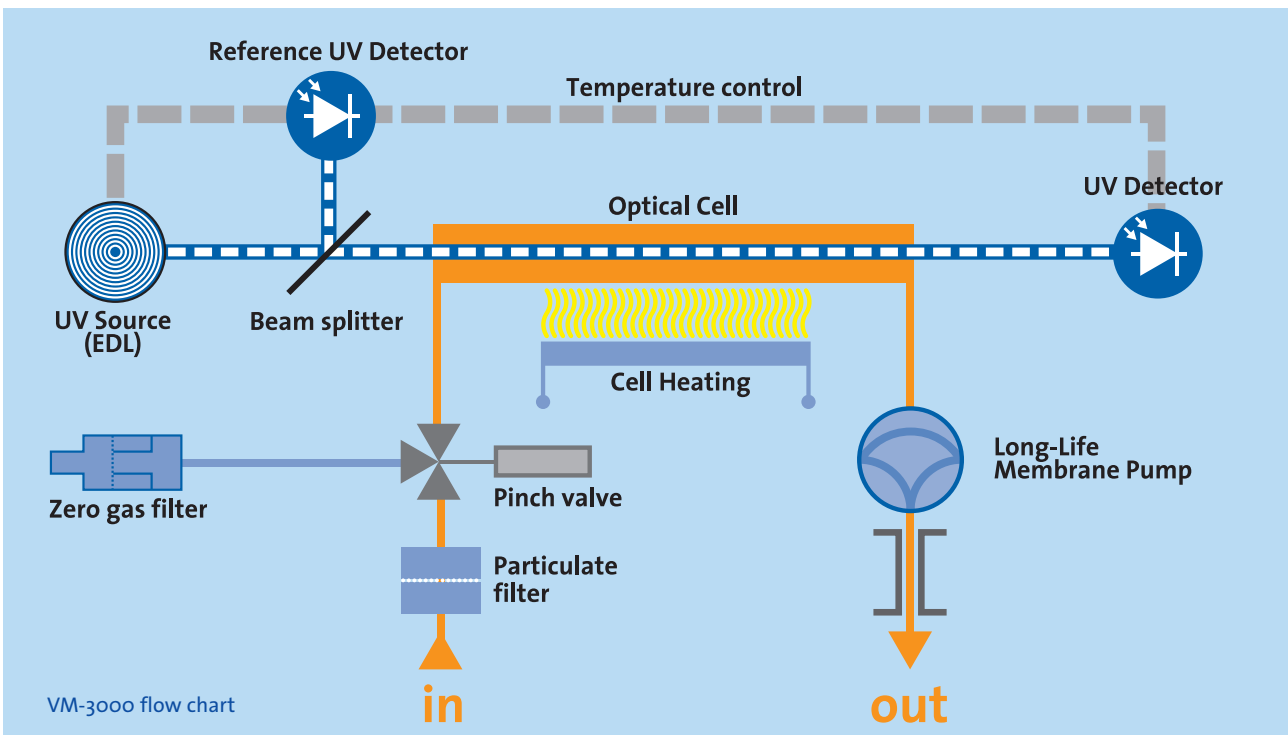 Reference UV Detector
Temperature control
UV Detector
Optical Cell
UV Source
(EDL)
Beam splitter
Cell Heating
Long-Life
Membrane Pump
Zero gas filter
Pinch valve
Particulate
filter
in
out
VM-3000 flow chart